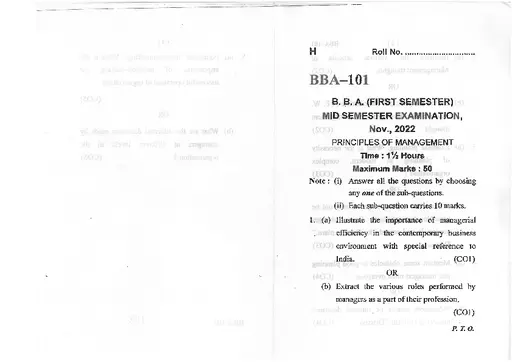 H Roll No. ..............................
BBA–101
B. B. A. (FIRST SEMESTER)
MID SEMESTER EXAMINATION,
Nov., 2022
PRINCIPLES OF MANAGEMENT
Time : 1½ Hours
Maximum Marks : 50
Note : (i) Answer all the questions by choosing
any one of the sub-questions.
(ii) Each sub-question carries 10 marks.
1. (a) Illustrate the importance of managerial
efficiency in the contemporary business
environment with special reference to
India. (CO1)
OR
(b) Extract the various roles performed by
managers as a part of their profession.
(CO1)
P. T. O.